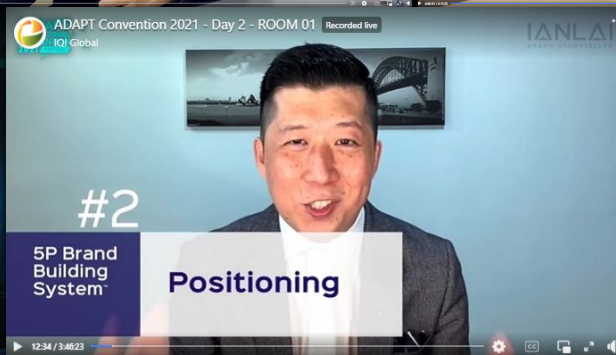 ADAPT Convention 2021 - Day 2 - ROOM 01 Recorded live
IQI Global
IANLAI
BRAND STORYTELLER
#2
5P Brand
Building
System™
Positioning
12:34 / 3:46:23
CC